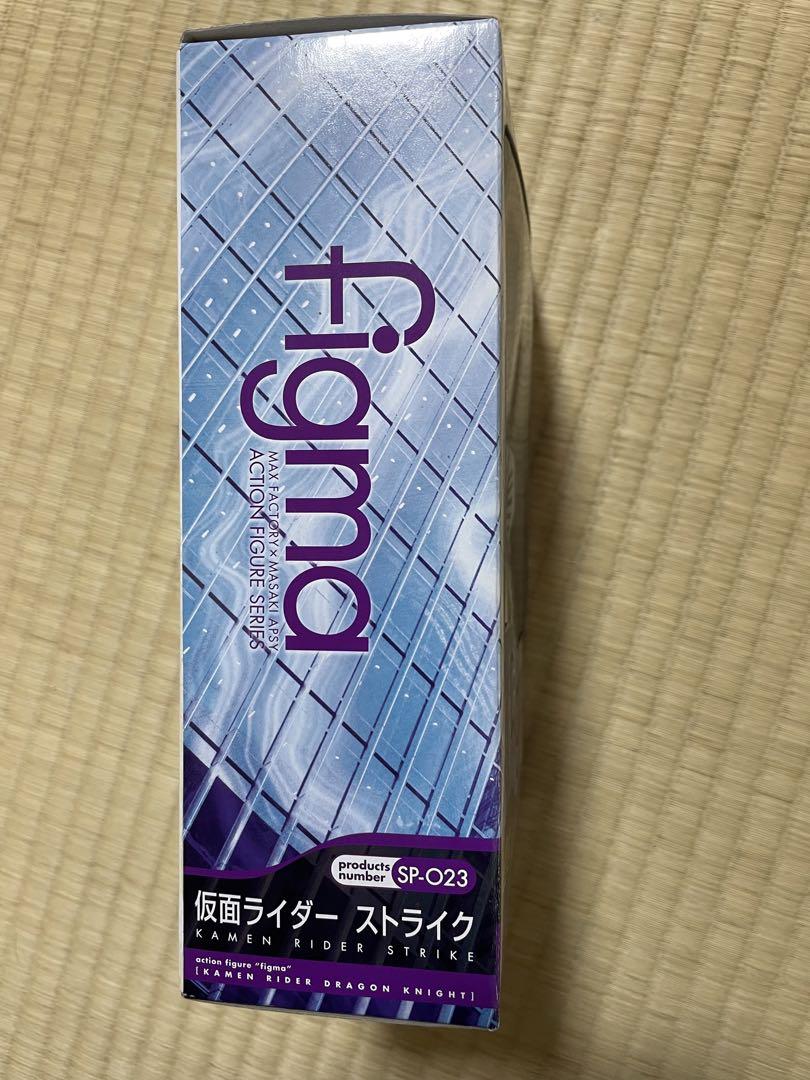 figma
MAX FACTORY × MASAKI APSY
ACTION FIGURE SERIES
products
number
SP-023
仮面ライダー ストライク
KAMEN RIDER STRIKE
action figure "figma"
[KAMEN RIDER DRAGON KNIGHT]